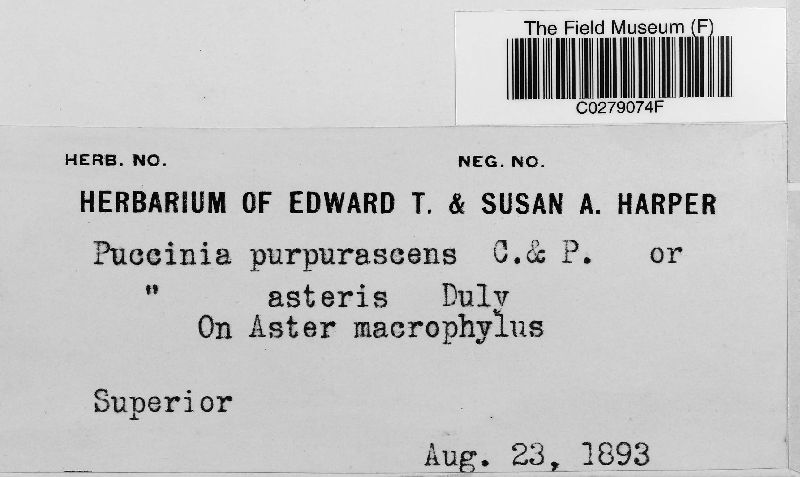 The Field Museum (F)
C0279074F
HERB. NO. NEG. NO.
HERBARIUM OF EDWARD T. & SUSAN A. HARPER
Puccinia purpurascens C.& P. or
" asteris Duly
On Aster macrophylus
Superior
Aug. 23, 1893